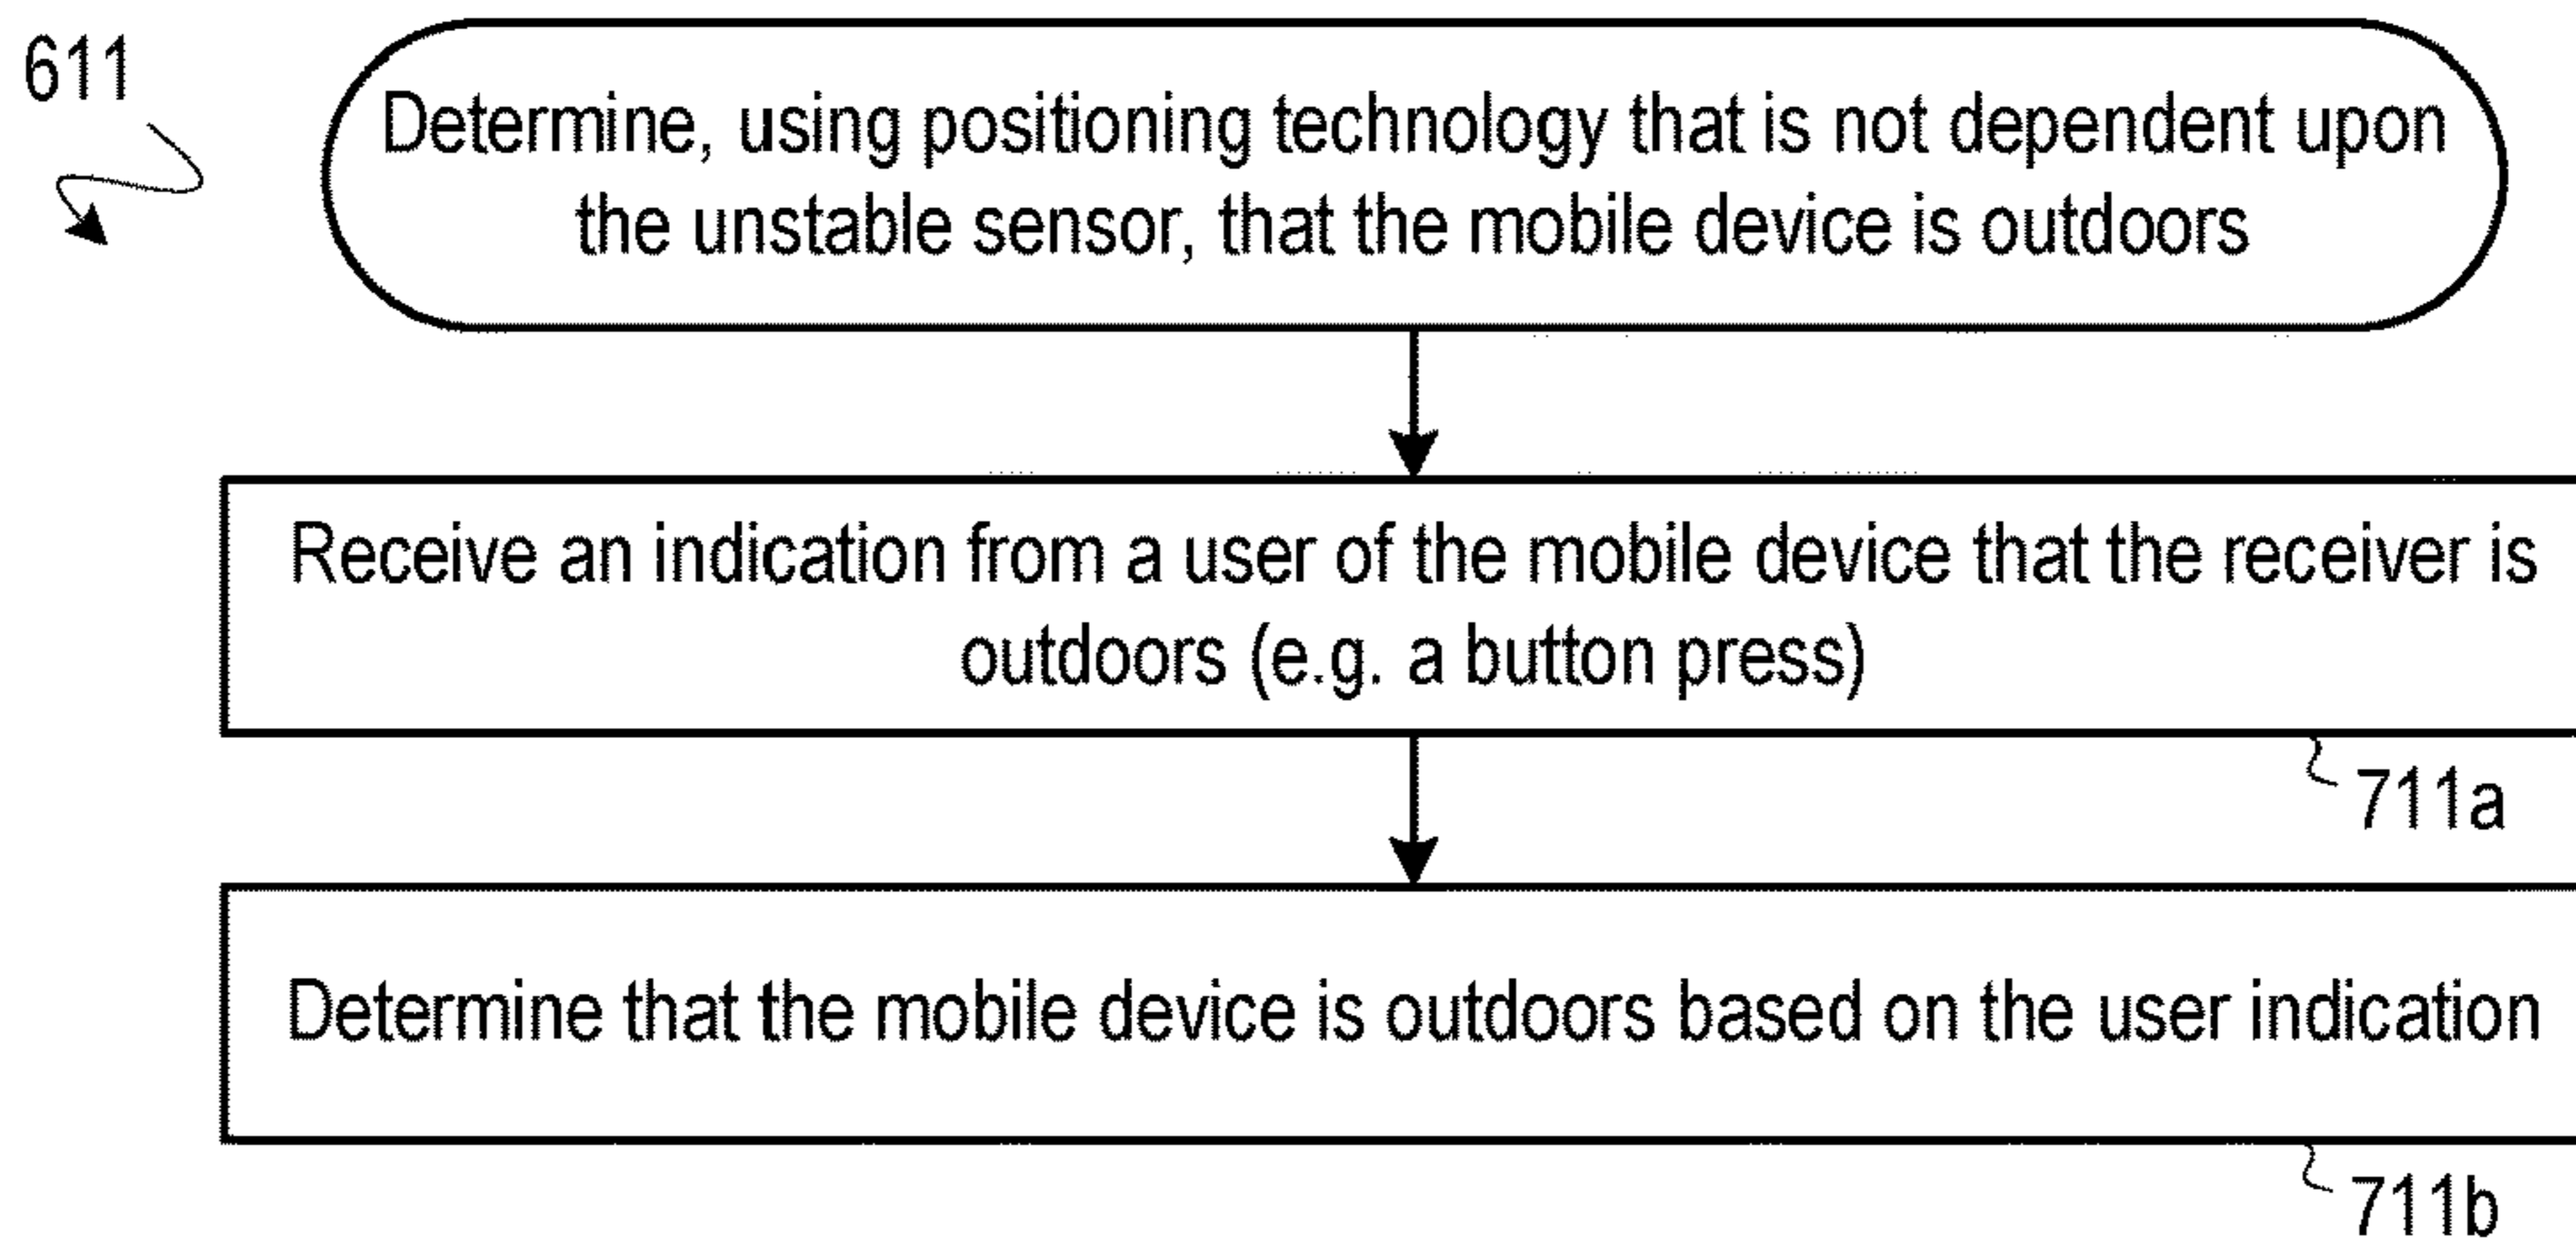 611
Determine, using positioning technology that is not dependent upon
the unstable sensor, that the mobile device is outdoors
Receive an indication from a user of the mobile device that the receiver is
outdoors (e.g. a button press)
711a
Determine that the mobile device is outdoors based on the user indication
711b